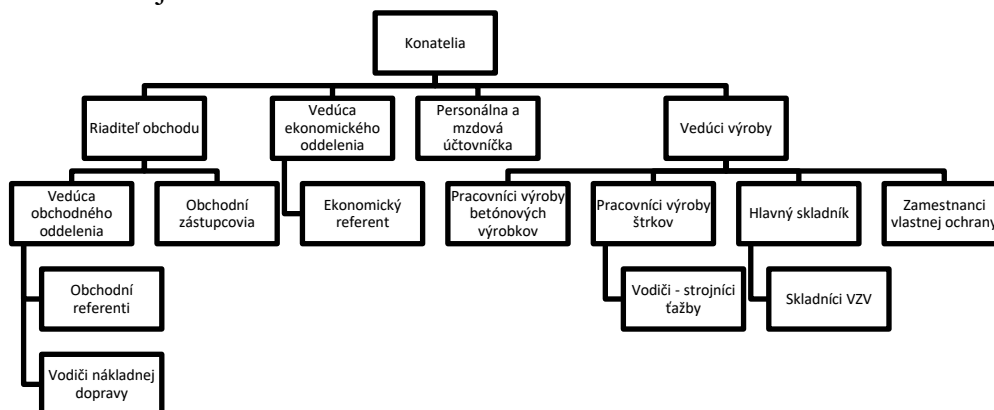 Konatelia
Riaditeľ obchodu
Vedúca
ekonomického
oddelenia
Personálna a
mzdová
účtovníčka
Vedúci výroby
Vedúca
obchodného
oddelenia
Obchodní
zástupcovia
Ekonomický
referent
Pracovníci výroby
betónových
výrobkov
Pracovníci výroby
štrkov
Hlavný skladník
Zamestnanci
vlastnej ochrany
Obchodní
referenti
Vodiči - strojníci
ťažby
Skladníci VZV
Vodiči nákladnej
dopravy